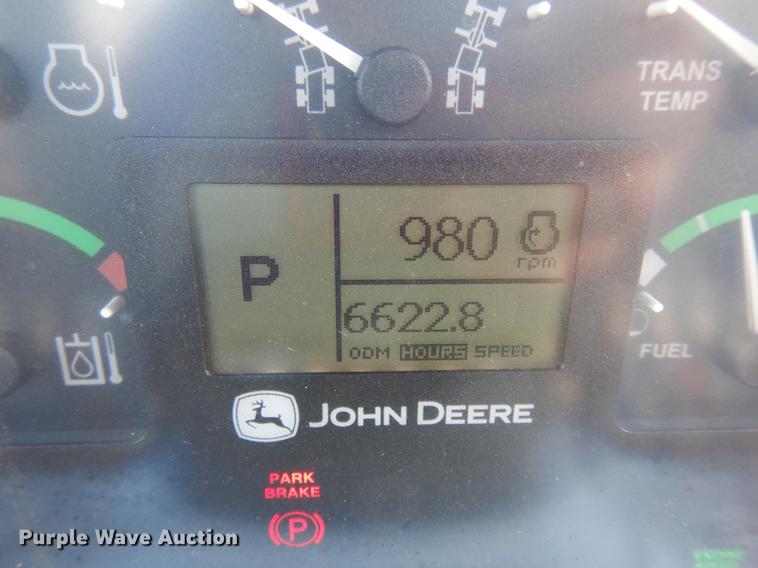 TRANS
TEMP
980
rpm
P
6622.8
ODM HOURS SPEED
FUEL
JOHN DEERE
PARK
BRAKE
P
Purple Wave Auction